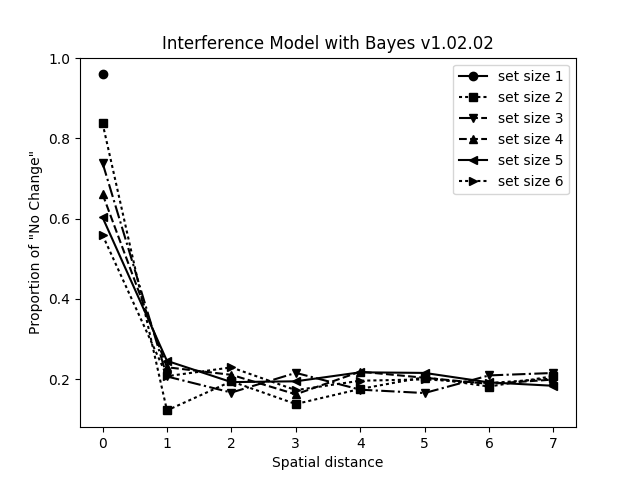 Interference Model with Bayes v1.02.02
1.0
0.8
0.6
0.4
0.2
Proportion of "No Change"
set size 1
set size 2
set size 3
set size 4
set size 5
set size 6
0 1 2 3 4 5 6 7
Spatial distance